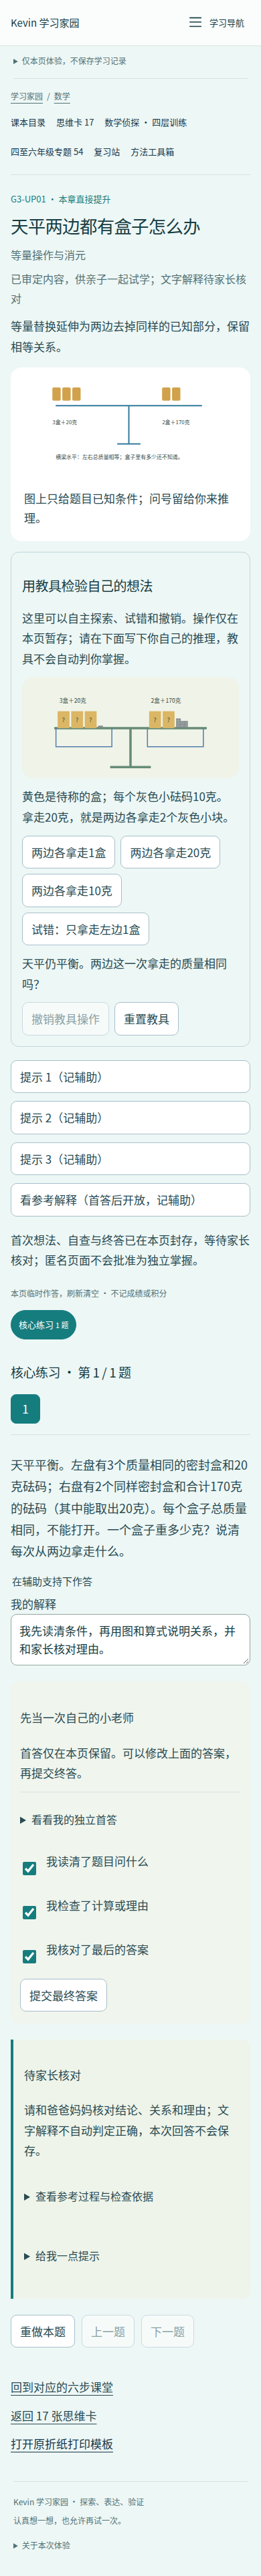 Kevin 学习家园
学习导航
仅本页体验，不保存学习记录
学习家园 / 数学
课本目录 思维卡 17 数学侦探 · 四层训练
四至六年级专题 54 复习站 方法工具箱
G3-UP01 · 本章直接提升
天平两边都有盒子怎么办
等量操作与消元
已审定内容，供亲子一起试学；文字解释待家长核
对
等量替换延伸为两边去掉同样的已知部分，保留
相等关系。
3盒+20克
2盒+170克
横梁水平：左右总质量相等；盒子里有多少还不知道。
图上只给题目已知条件；问号留给你来推
理。
用教具检验自己的想法
这里可以自主探索、试错和撤销。操作仅在
本页暂存；请在下面写下你自己的推理，教
具不会自动判你掌握。
3盒+20克
2盒+170克
? ? ? ? ?
黄色是待称的盒；每个灰色小砝码10克。
拿走20克，就是两边各拿走2个灰色小块。
两边各拿走1盒
两边各拿走20克
两边各拿走10克
试错：只拿走左边1盒
天平仍平衡。两边这一次拿走的质量相同
吗？
撤销教具操作
重置教具
提示 1（记辅助）
提示 2（记辅助）
提示 3（记辅助）
看参考解释（首答后开放，记辅助）
首次想法、自查与终答已在本页封存，等待家长
核对；匿名页面不会批准为独立掌握。
本页临时作答，刷新清空 · 不记成绩或积分
核心练习 1 题
核心练习 · 第 1 / 1 题
1
天平平衡。左盘有3个质量相同的密封盒和20
克砝码；右盘有2个同样密封盒和合计170克
的砝码（其中能取出20克）。每个盒子总质量
相同，不能打开。一个盒子重多少克？说清
每次从两边拿走什么。
在辅助支持下作答
我的解释
我先读清条件，再用图和算式说明关系，并
和家长核对理由。
先当一次自己的小老师
首答仅在本页保留。可以修改上面的答案，
再提交终答。
看看我的独立首答
我读清了题目问什么
我检查了计算或理由
我核对了最后的答案
提交最终答案
待家长核对
请和爸爸妈妈核对结论、关系和理由；文
字解释不自动判定正确，本次回答不会保
存。
查看参考过程与检查依据
给我一点提示
重做本题
上一题
下一题
回到对应的六步课堂
返回 17 张思维卡
打开原折纸打印模板
Kevin 学习家园 · 探索、表达、验证
认真想一想，也允许再试一次。
关于本次体验